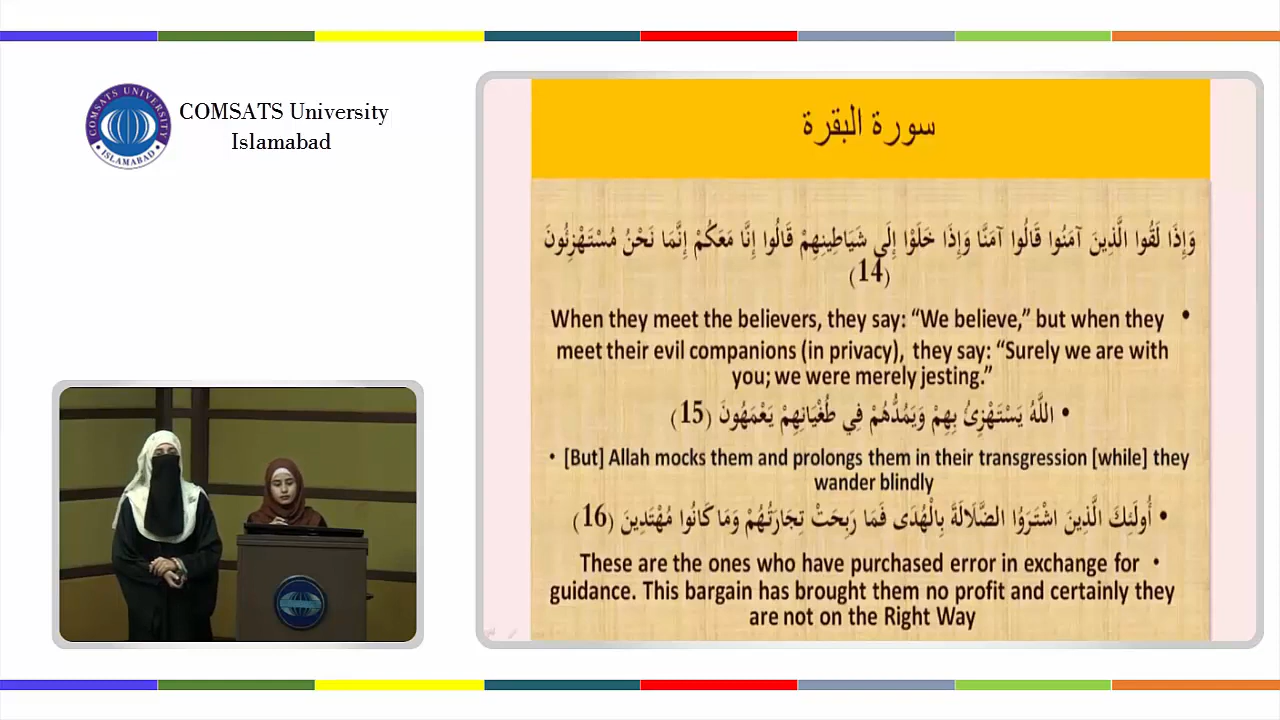 COMSATS UNIVERSITY
• ISLAMABAD •
COMSATS University
Islamabad
سورة البقرة
وَإِذَا لَقُوا الَّذِينَ آمَنُوا قَالُوا آمَنَّا وَإِذَا خَلَوْا إِلَى شَيَاطِينِهِمْ قَالُوا إِنَّا مَعَكُمْ إِنَّمَا نَحْنُ مُسْتَهْزِئُونَ
(14)
• When they meet the believers, they say: “We believe,” but when they
meet their evil companions (in privacy), they say: “Surely we are with
you; we were merely jesting.”
• اللَّهُ يَسْتَهْزِئُ بِهِمْ وَيَمُدُّهُمْ فِي طُغْيَانِهِمْ يَعْمَهُونَ (15)
• [But] Allah mocks them and prolongs them in their transgression [while] they
wander blindly
• أُولَئِكَ الَّذِينَ اشْتَرَوُا الضَّلَالَةَ بِالْهُدَى فَمَا رَبِحَتْ تِجَارَتُهُمْ وَمَا كَانُوا مُهْتَدِينَ (16)
• These are the ones who have purchased error in exchange for
guidance. This bargain has brought them no profit and certainly they
are not on the Right Way